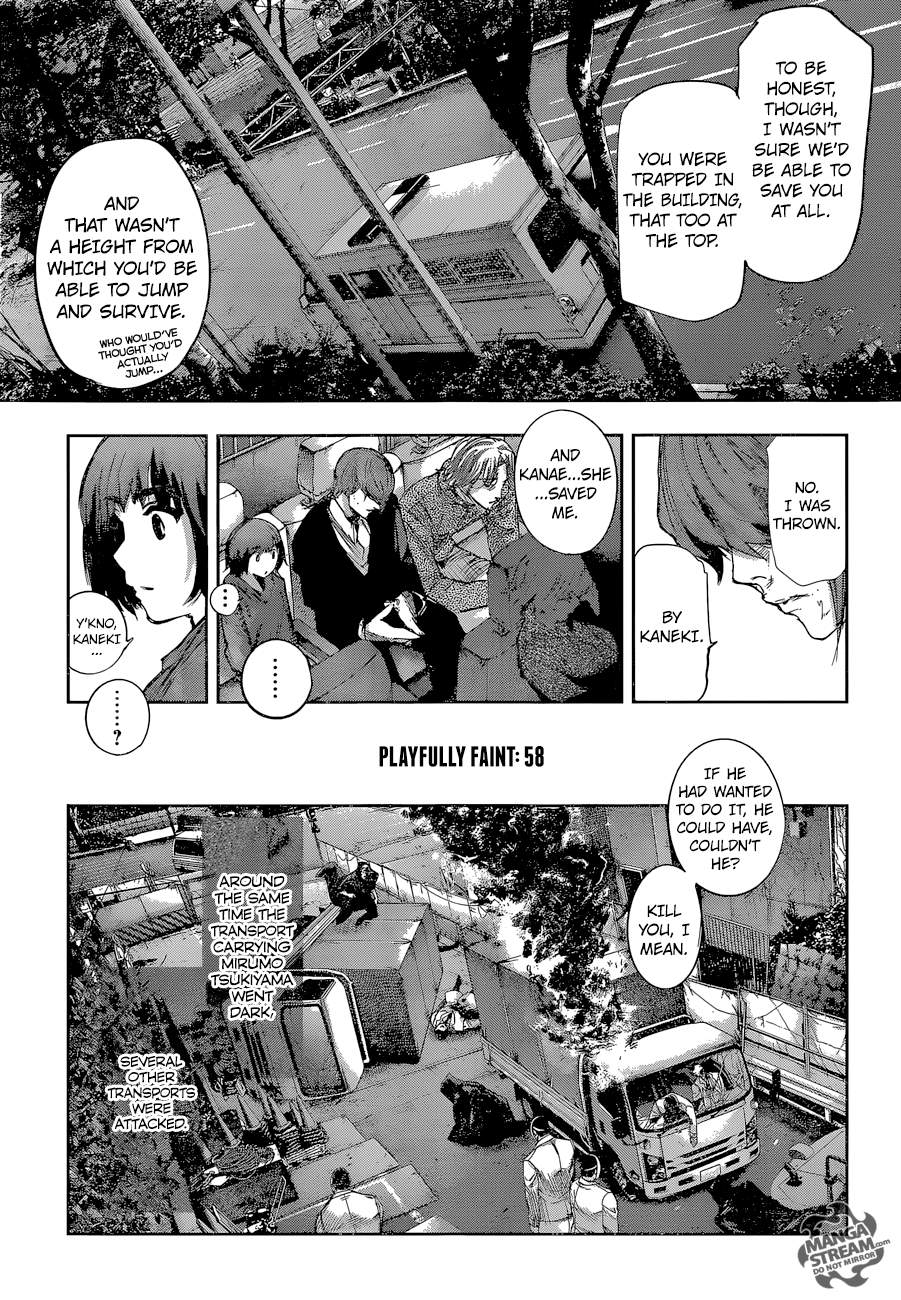 TO BE
HONEST,
THOUGH,
I WASN'T
SURE WE'D
BE ABLE TO
SAVE YOU
AT ALL.
YOU WERE
TRAPPED IN
THE BUILDING,
THAT TOO AT
THE TOP.
AND
THAT WASN'T
A HEIGHT FROM
WHICH YOU'D BE
ABLE TO JUMP
AND SURVIVE.
WHO WOULD'VE
THOUGHT YOU'D
ACTUALLY
JUMP...
NO.
I WAS
THROWN.
BY
KANEKI.
AND
KANAE...SHE
...SAVED
ME.
...
.....
Y'KNO,
KANEKI
...
......
?
PLAYFULLY FAINT: 58
IF HE
HAD WANTED
TO DO IT, HE
COULD HAVE,
COULDN'T
HE?
KILL
YOU, I
MEAN.
AROUND
THE SAME
TIME THE
TRANSPORT
CARRYING
MIRUMO
TSUKIYAMA
WENT
DARK,
SEVERAL
OTHER
TRANSPORTS
WERE
ATTACKED.
MANGA
STREAM.com
DO NOT MIRROR